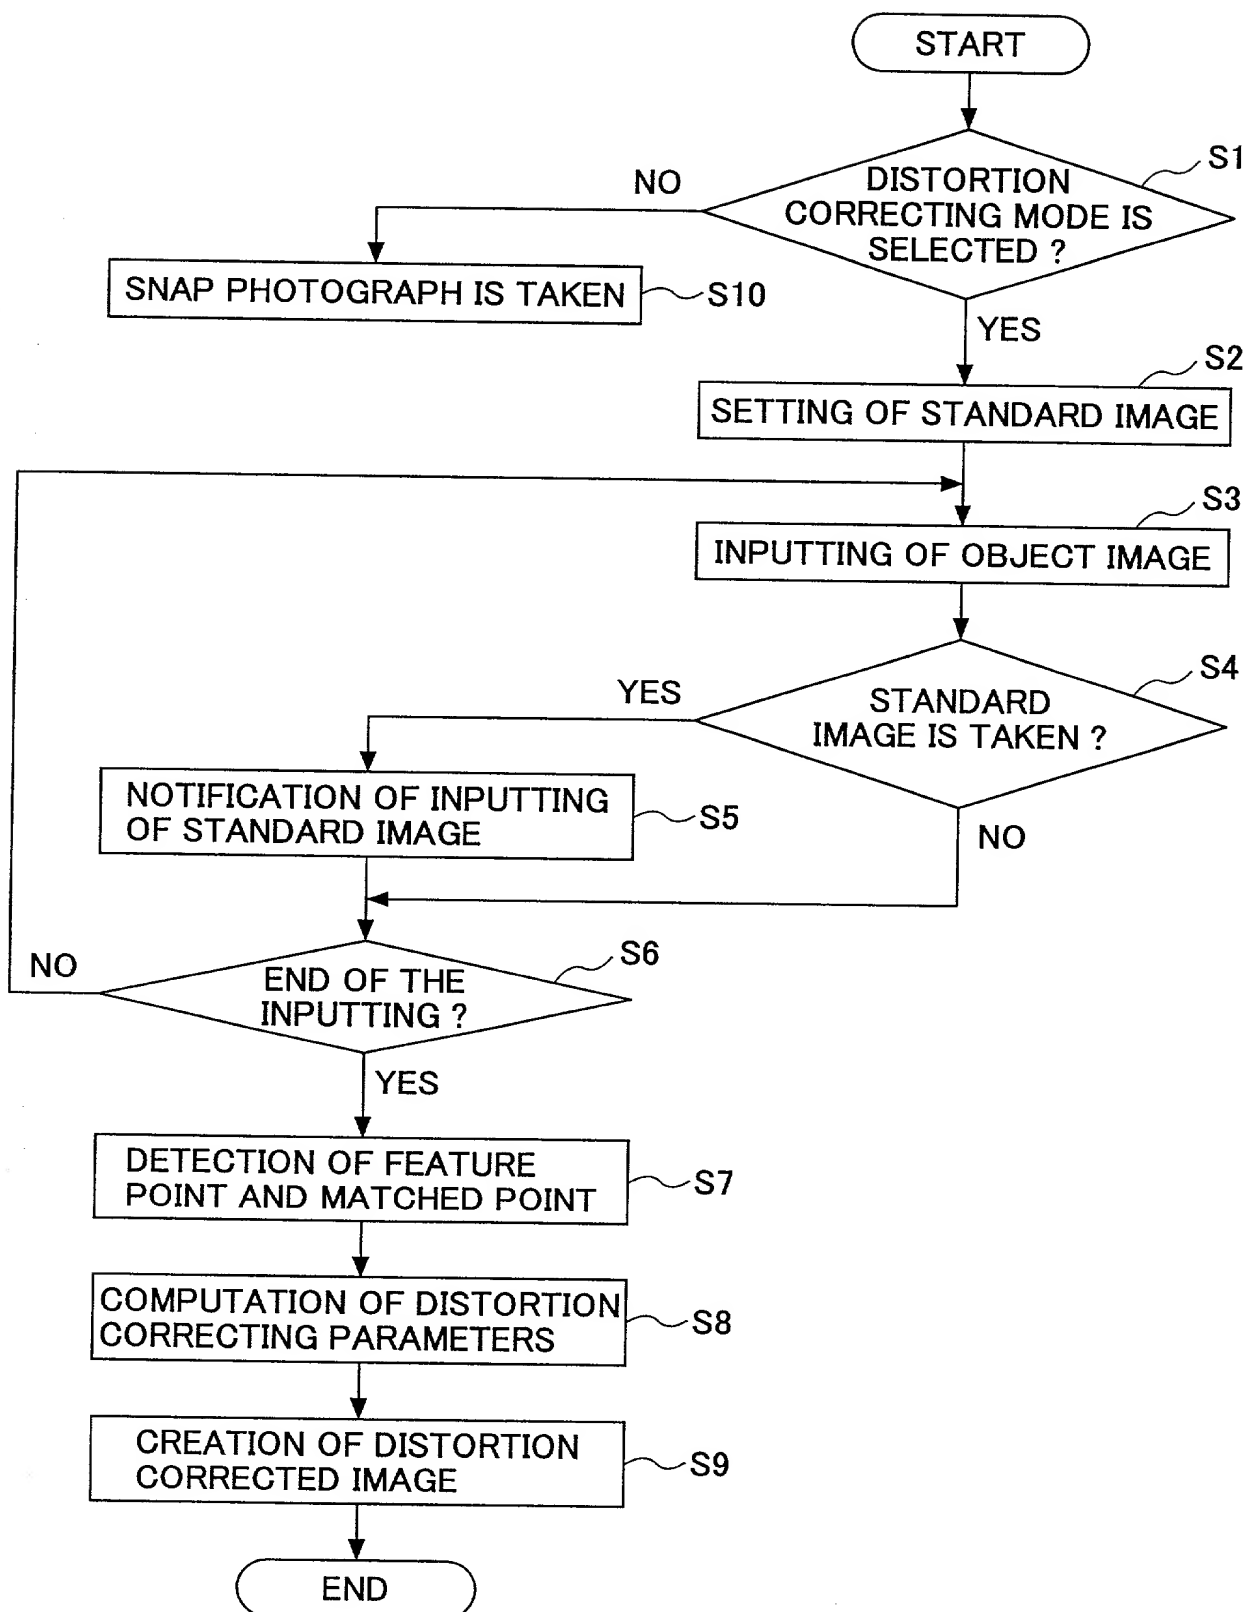 START
S1
DISTORTION
CORRECTING MODE IS
SELECTED ?
NO
SNAP PHOTOGRAPH IS TAKEN
S10
YES
S2
SETTING OF STANDARD IMAGE
S3
INPUTTING OF OBJECT IMAGE
S4
STANDARD
IMAGE IS TAKEN ?
YES
NOTIFICATION OF INPUTTING
OF STANDARD IMAGE
S5
NO
S6
END OF THE
INPUTTING ?
NO
YES
DETECTION OF FEATURE
POINT AND MATCHED POINT
S7
COMPUTATION OF DISTORTION
CORRECTING PARAMETERS
S8
CREATION OF DISTORTION
CORRECTED IMAGE
S9
END